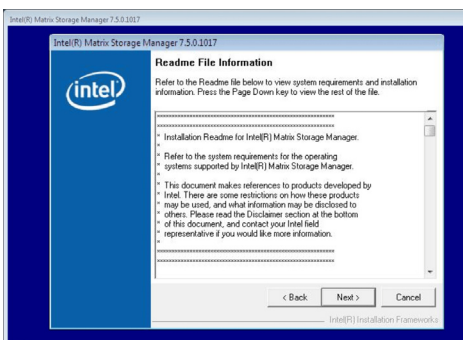 Intel(R) Matrix Storage Manager 7.5.0.1017
Intel(R) Matrix Storage Manager 7.5.0.1017
intel
Readme File Information
Refer to the Readme file below to view system requirements and installation
information. Press the Page Down key to view the rest of the file.
* Installation Readme for Intel(R) Matrix Storage Manager.
*
* Refer to the system requirements for the operating
* systems supported by Intel(R) Matrix Storage Manager.
*
* This document makes references to products developed by
* Intel. There are some restrictions on how these products
* may be used, and what information may be disclosed to
* others. Please read the Disclaimer section at the bottom
* of this document, and contact your Intel field
* representative if you would like more information.
*
< Back Next > Cancel
Intel(R) Installation Frameworks